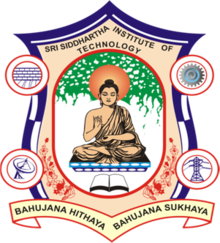 SRI SIDDHARTHA INSTITUTE OF
TECHNOLOGY
BAHUJANA HITHAYA BAHUJANA SUKHAYA